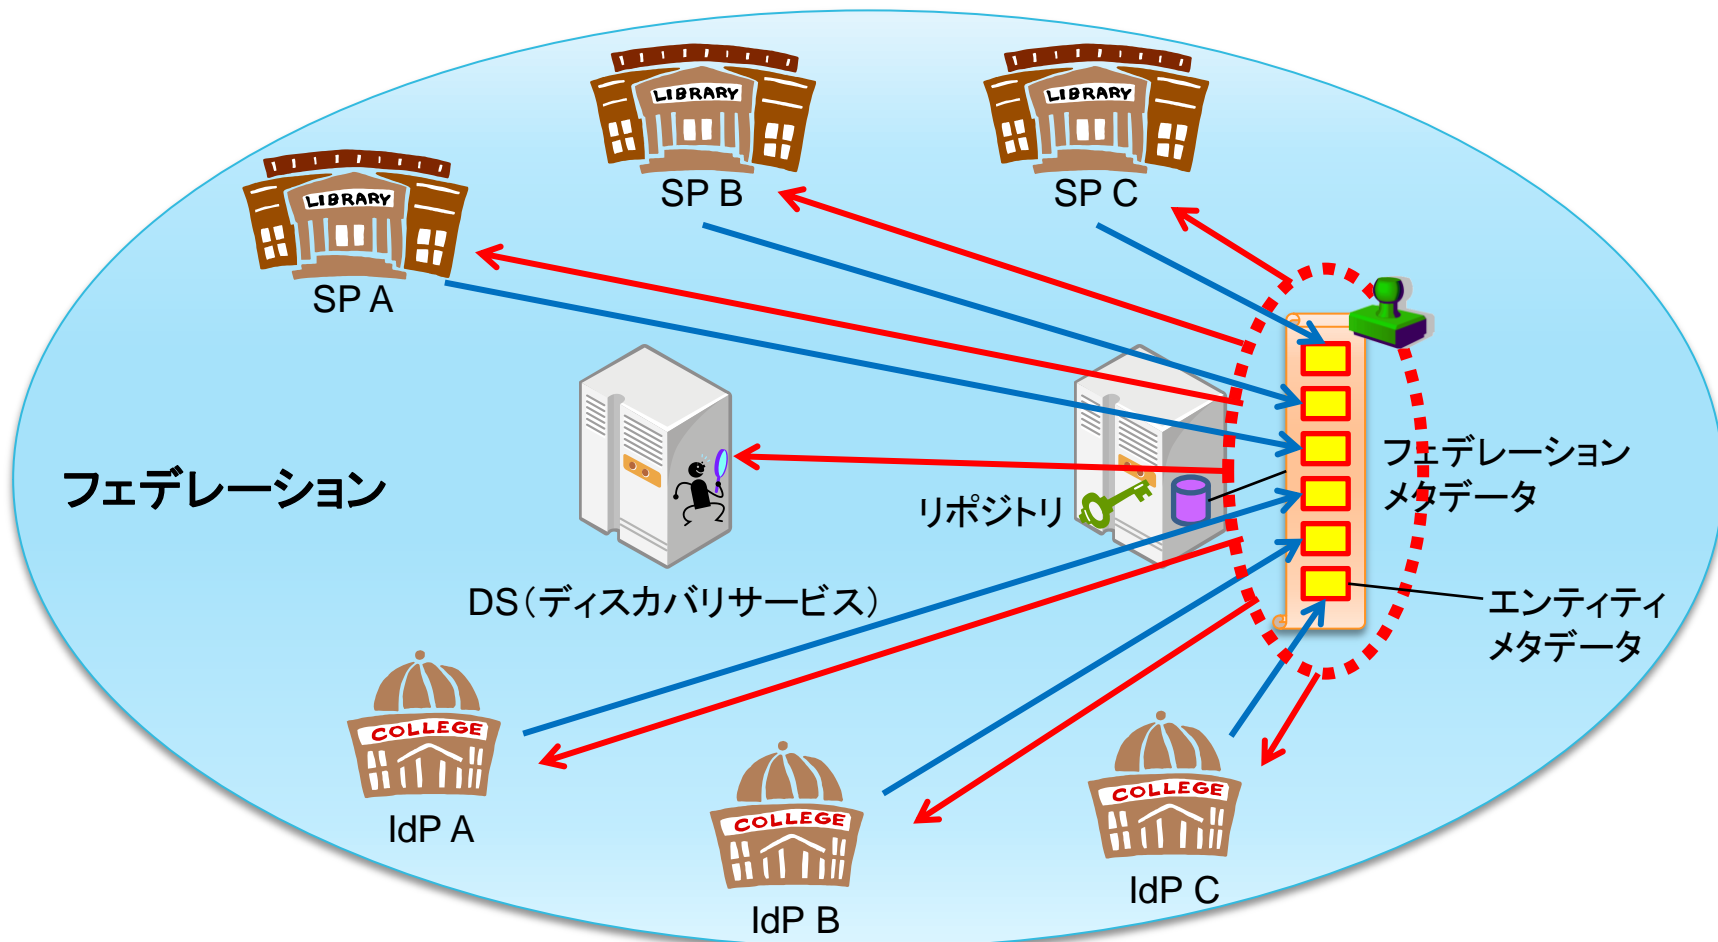 LIBRARY
SP B
LIBRARY
SP C
LIBRARY
SP A
フェデレーション
DS(ディスカバリサービス)
リポジトリ
フェデレーション
メタデータ
エンティティ
メタデータ
COLLEGE
IdP A
COLLEGE
IdP B
COLLEGE
IdP C